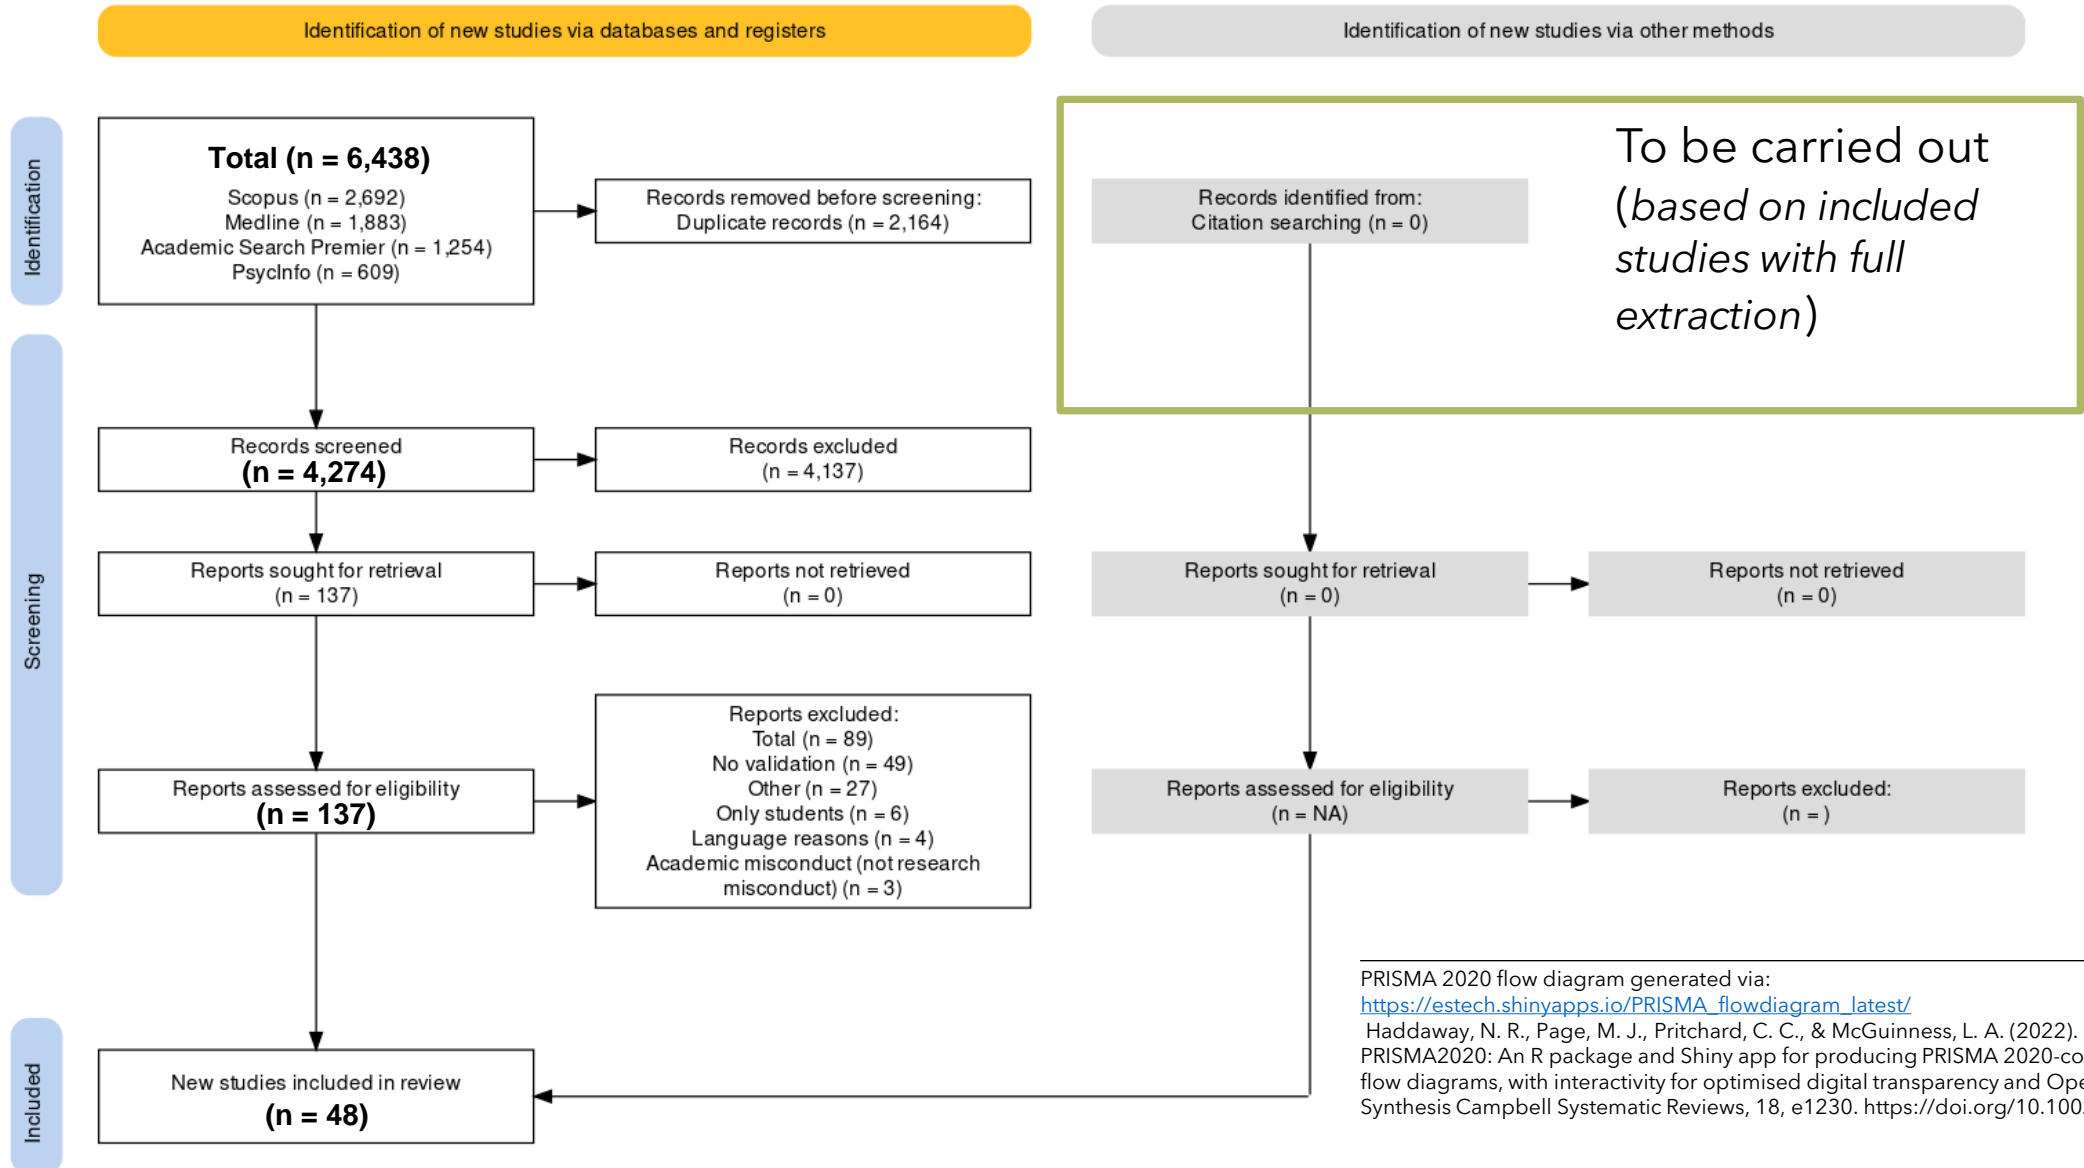 Identification of new studies via databases and registers
Identification of new studies via other methods
Identification
Total (n = 6,438)
Scopus (n = 2,692)
Medline (n = 1,883)
Academic Search Premier (n = 1,254)
PsycInfo (n = 609)
Records removed before screening:
Duplicate records (n = 2,164)
Records identified from:
Citation searching (n = 0)
To be carried out
(based on included
studies with full
extraction)
Screening
Records screened
(n = 4,274)
Records excluded
(n = 4,137)
Reports sought for retrieval
(n = 137)
Reports not retrieved
(n = 0)
Reports sought for retrieval
(n = 0)
Reports not retrieved
(n = 0)
Reports assessed for eligibility
(n = 137)
Reports excluded:
Total (n = 89)
No validation (n = 49)
Other (n = 27)
Only students (n = 6)
Language reasons (n = 4)
Academic misconduct (not research
misconduct) (n = 3)
Reports assessed for eligibility
(n = NA)
Reports excluded:
(n = )
Included
New studies included in review
(n = 48)
PRISMA 2020 flow diagram generated via:
https://estech.shinyapps.io/PRISMA_flowdiagram_latest/
Haddaway, N. R., Page, M. J., Pritchard, C. C., & McGuinness, L. A. (2022).
PRISMA2020: An R package and Shiny app for producing PRISMA 2020-co
flow diagrams, with interactivity for optimised digital transparency and Ope
Synthesis Campbell Systematic Reviews, 18, e1230. https://doi.org/10.100